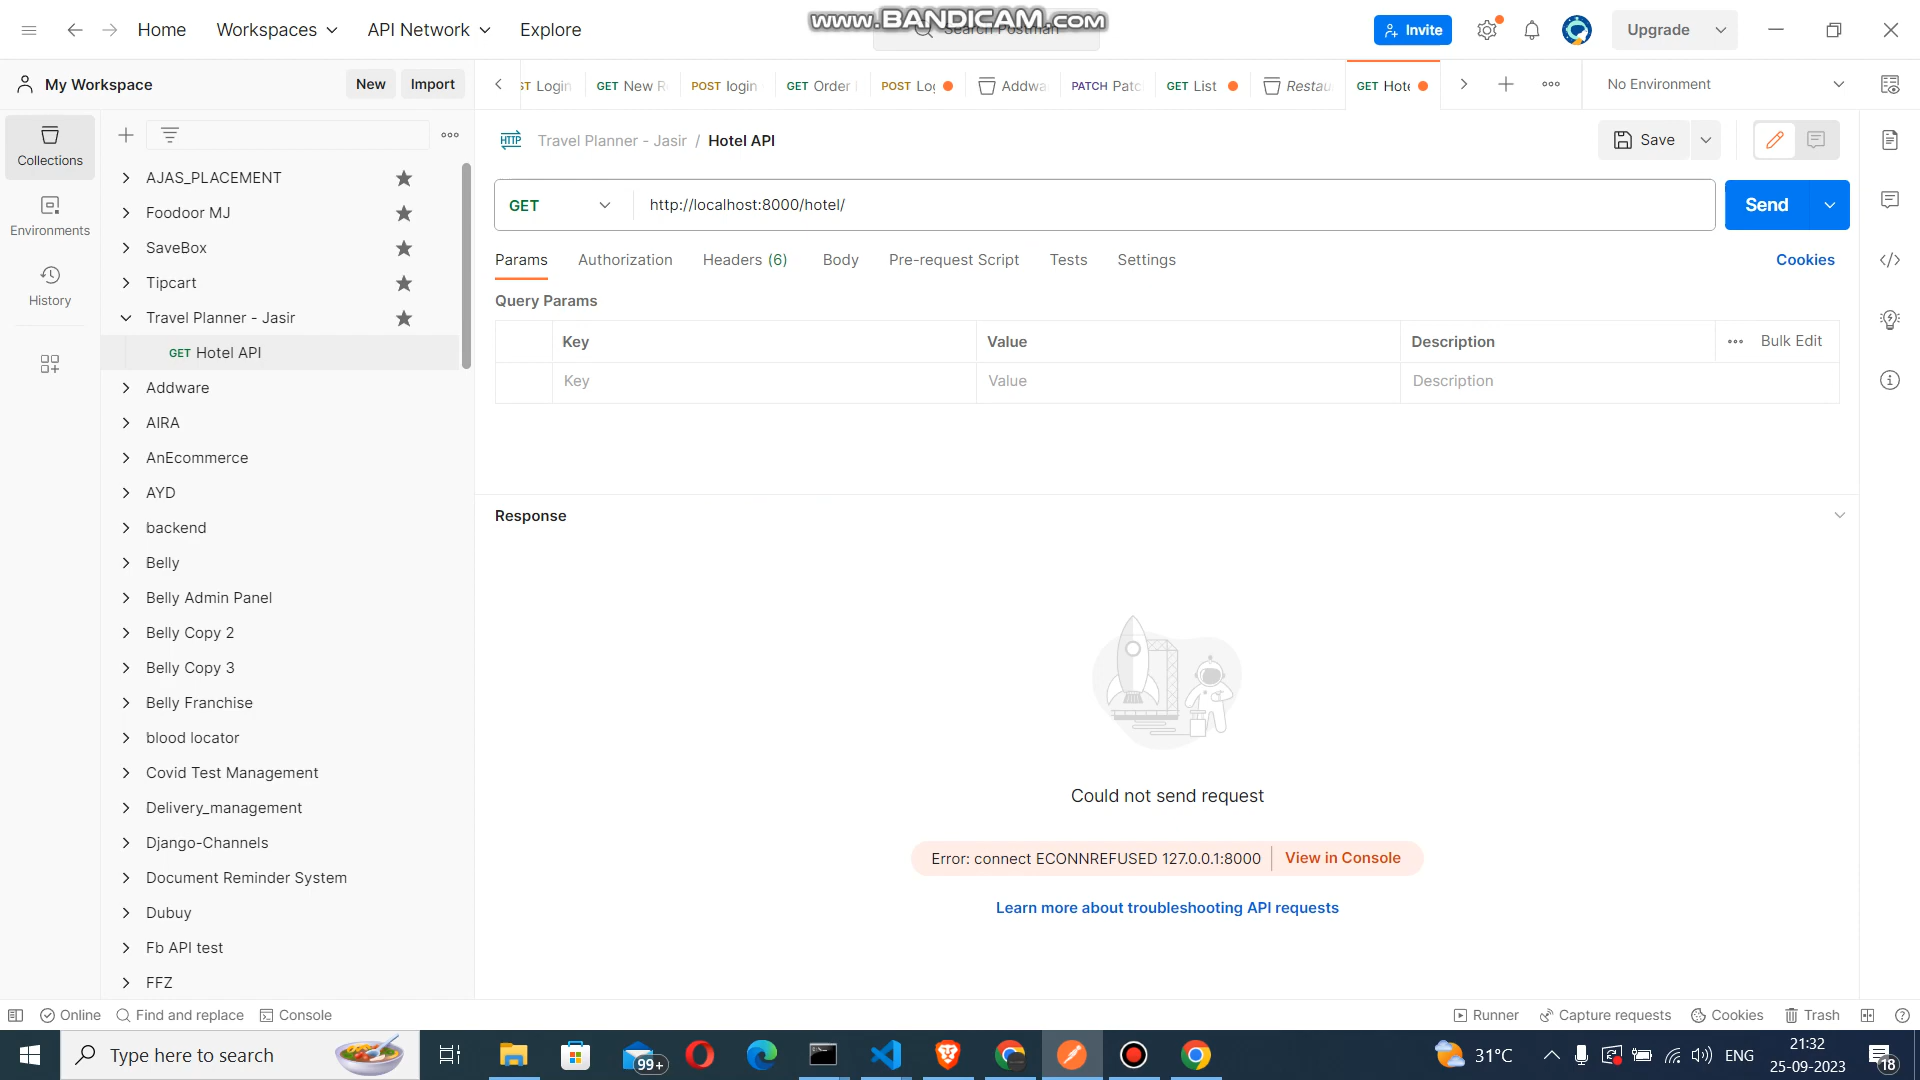 Home
Workspaces
API Network
Explore
www.BANDICAM.com
Search Postman
Invite
Upgrade
My Workspace
New
Import
ST Login
GET New R
POST login
GET Order
POST Log
Addwa
PATCH Patc
GET List
Restau
GET Hote
No Environment
Collections
Environments
History
AJAS_PLACEMENT
Foodoor MJ
SaveBox
Tipcart
Travel Planner - Jasir
GET Hotel API
Addware
AIRA
AnEcommerce
AYD
backend
Belly
Belly Admin Panel
Belly Copy 2
Belly Copy 3
Belly Franchise
blood locator
Covid Test Management
Delivery_management
Django-Channels
Document Reminder System
Dubuy
Fb API test
FFZ
HTTP Travel Planner - Jasir / Hotel API
Save
GET http://localhost:8000/hotel/
Send
Params Authorization Headers (6) Body Pre-request Script Tests Settings
Cookies
Query Params
Key Value Description Bulk Edit
Key Value Description
Response
Could not send request
Error: connect ECONNREFUSED 127.0.0.1:8000 View in Console
Learn more about troubleshooting API requests
Online Find and replace Console
Runner Capture requests Cookies Trash
Type here to search
99+
31°C
ENG
21:32
25-09-2023
18